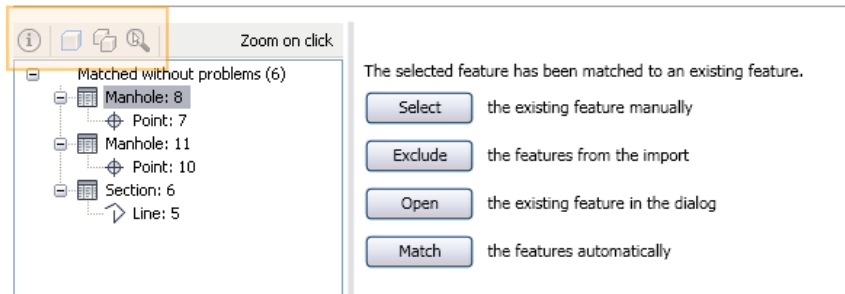 Zoom on click
Matched without problems (6)
Manhole: 8
Point: 7
Manhole: 11
Point: 10
Section: 6
Line: 5
The selected feature has been matched to an existing feature.
Select the existing feature manually
Exclude the features from the import
Open the existing feature in the dialog
Match the features automatically